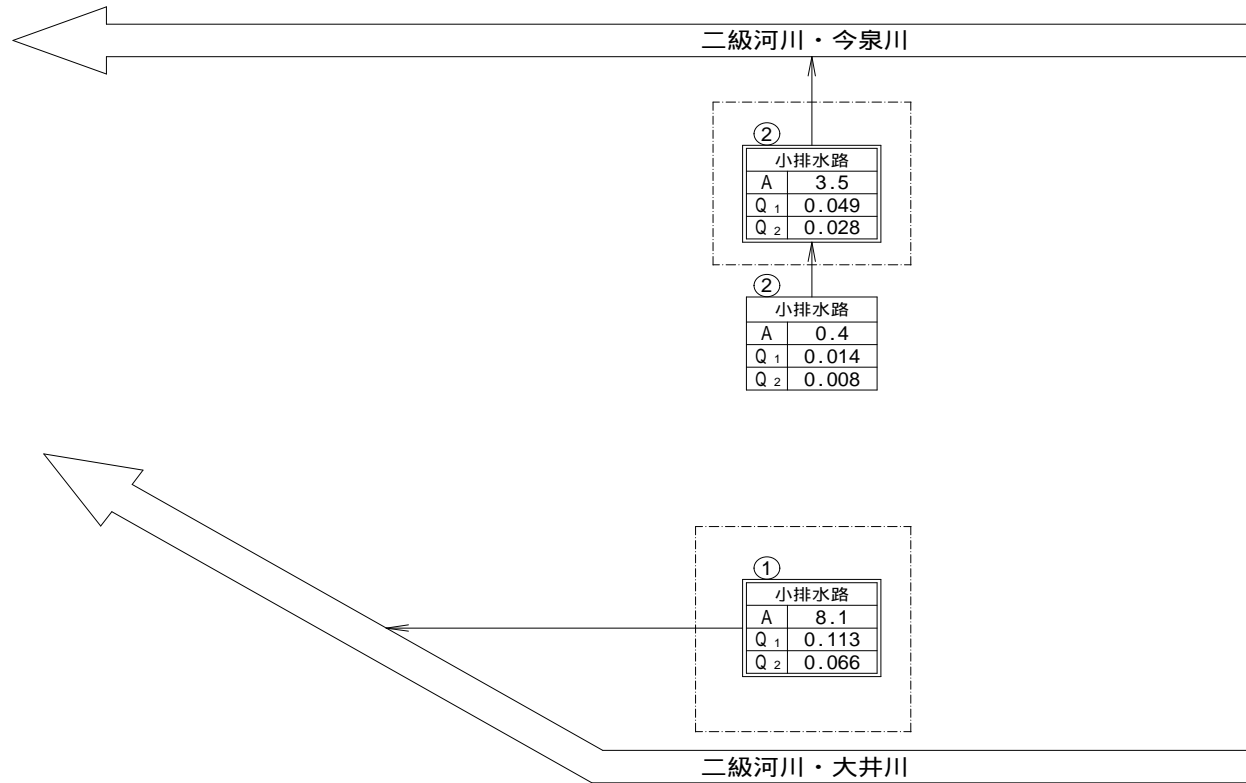 二級河川・今泉川
②
小排水路
A 3.5
Q1 0.049
Q2 0.028
②
小排水路
A 0.4
Q1 0.014
Q2 0.008
①
小排水路
A 8.1
Q1 0.113
Q2 0.066
二級河川・大井川